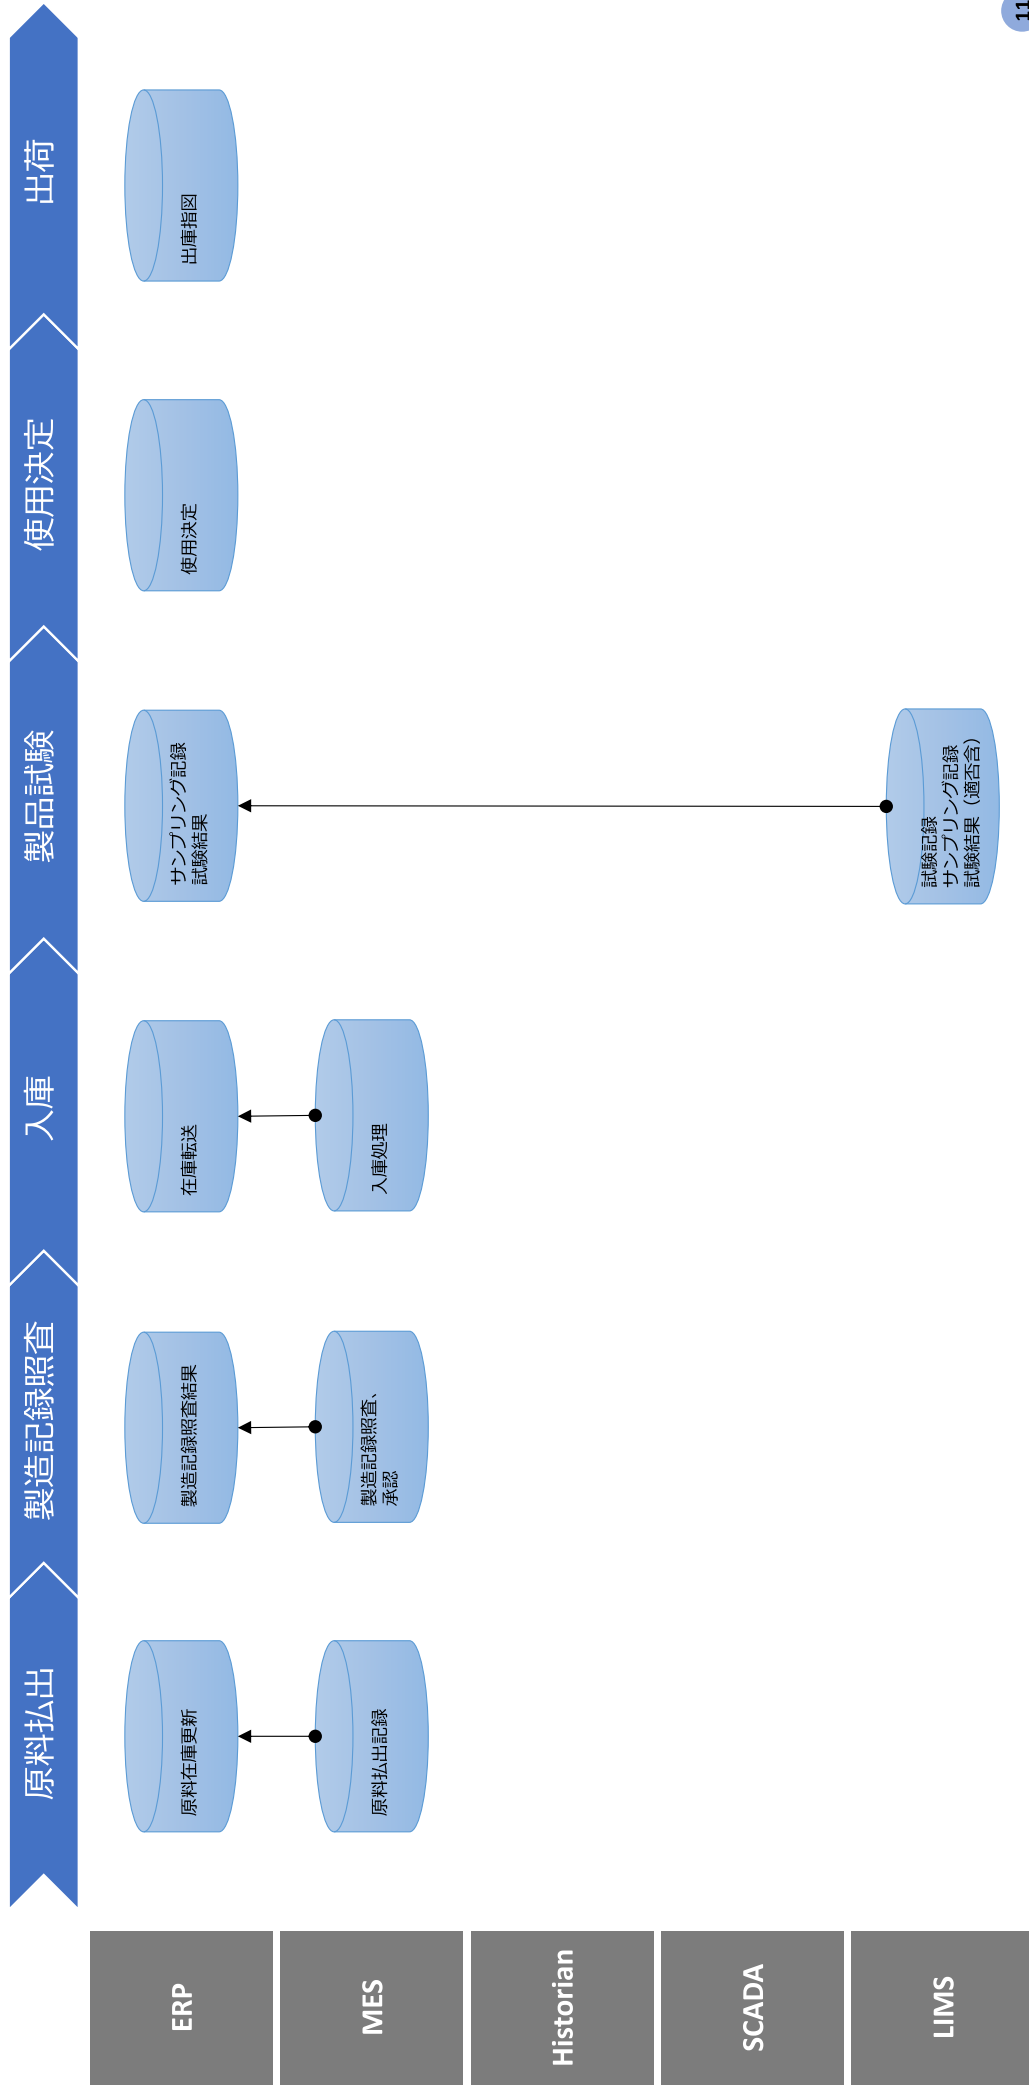 原料払出
製造記録照査
入庫
製品試験
使用決定
出荷
ERP
原料在庫更新
製造記録照査結果
在庫転送
サンプリング記録
試験結果
使用決定
出庫指図
MES
原料払出記録
製造記録照査、
承認
入庫処理
Historian
SCADA
LIMS
試験記録
サンプリング記録
試験結果（適否含）
11